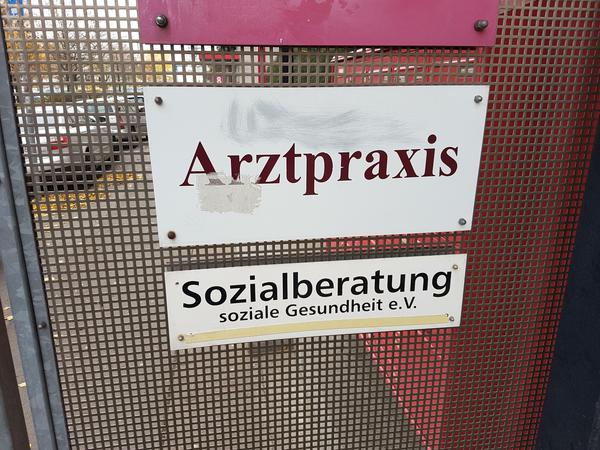 Arztpraxis
Sozialberatung
soziale Gesundheit e.V.